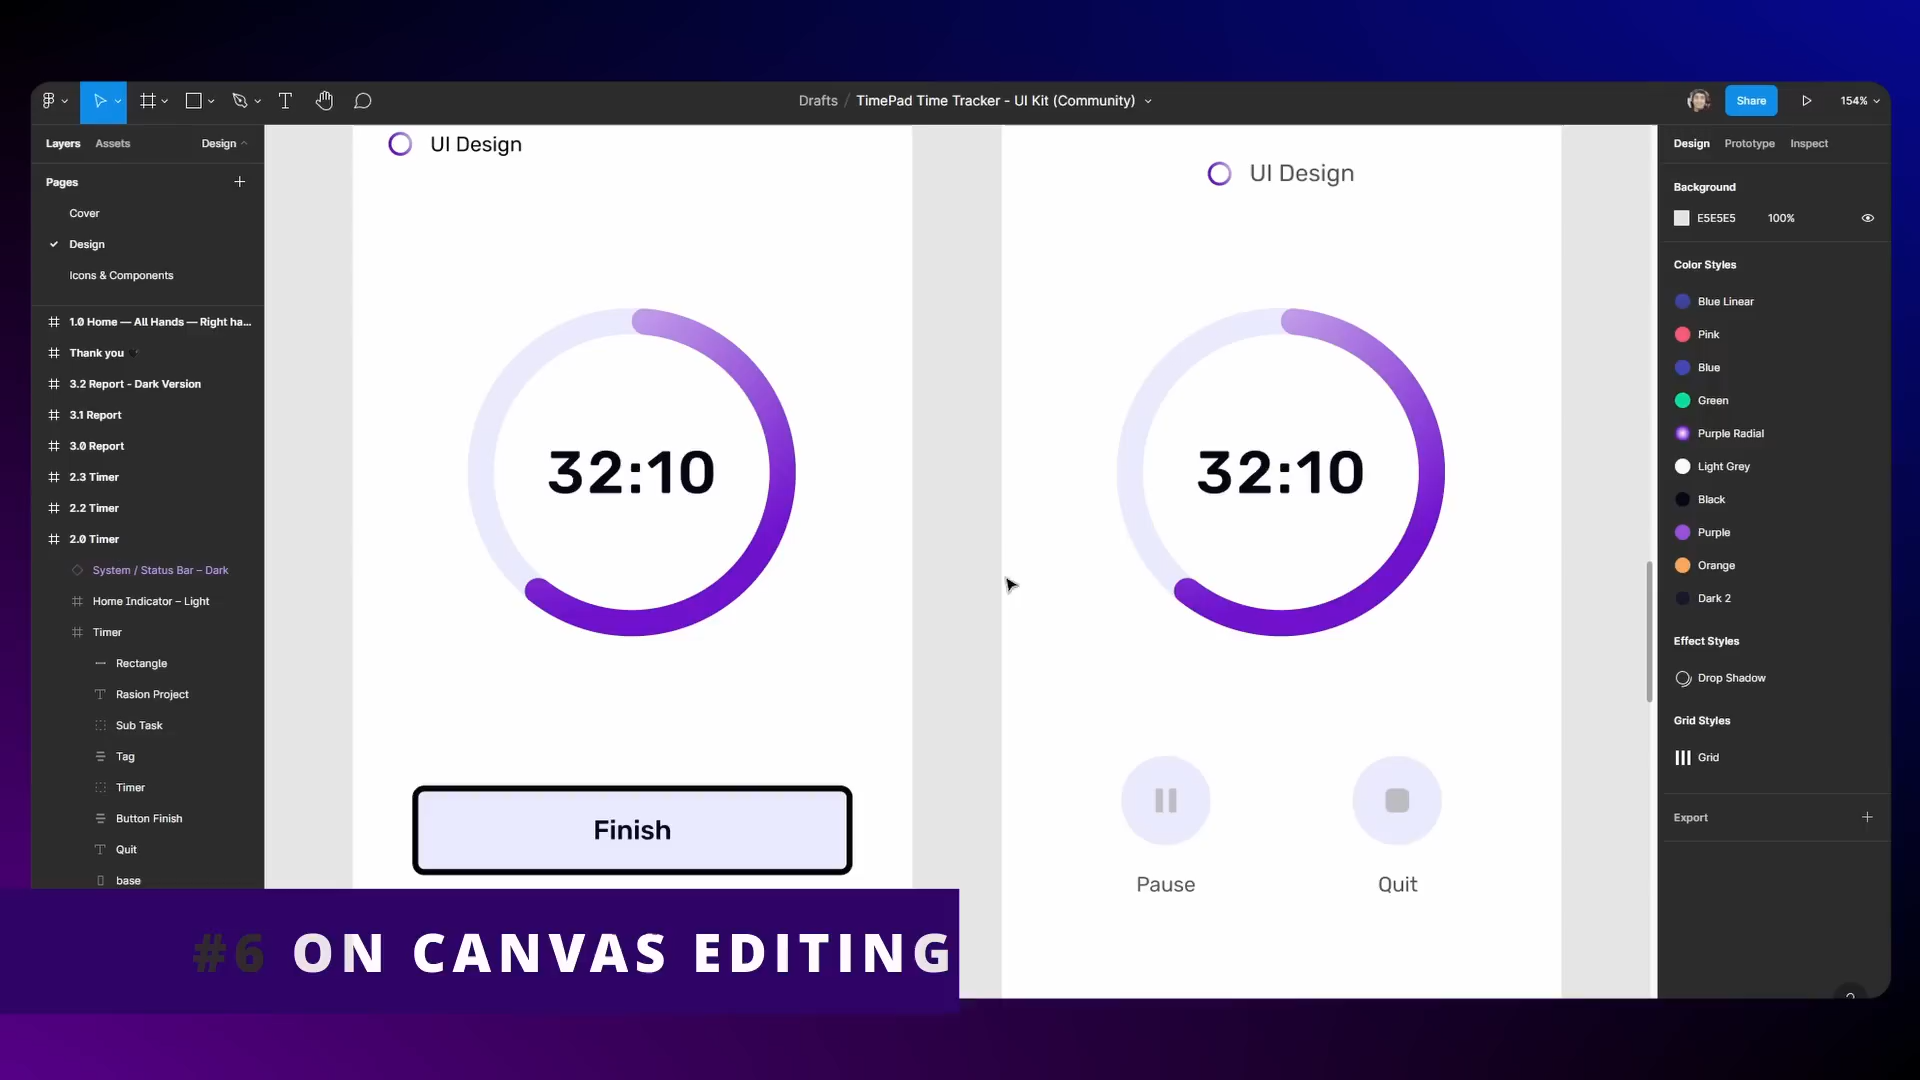 Drafts / TimePad Time Tracker - UI Kit (Community)
Share
154%
Layers
Assets
Design
Pages
Cover
Design
Icons & Components
1.0 Home — All Hands — Right ha...
Thank you
3.2 Report - Dark Version
3.1 Report
3.0 Report
2.3 Timer
2.2 Timer
2.0 Timer
System / Status Bar – Dark
Home Indicator – Light
Timer
Rectangle
Rasion Project
Sub Task
Tag
Timer
Button Finish
Quit
base
UI Design
32:10
Finish
UI Design
32:10
Pause
Quit
Design
Prototype
Inspect
Background
E5E5E5
100%
Color Styles
Blue Linear
Pink
Blue
Green
Purple Radial
Light Grey
Black
Purple
Orange
Dark 2
Effect Styles
Drop Shadow
Grid Styles
Grid
Export
?
#6 ON CANVAS EDITING